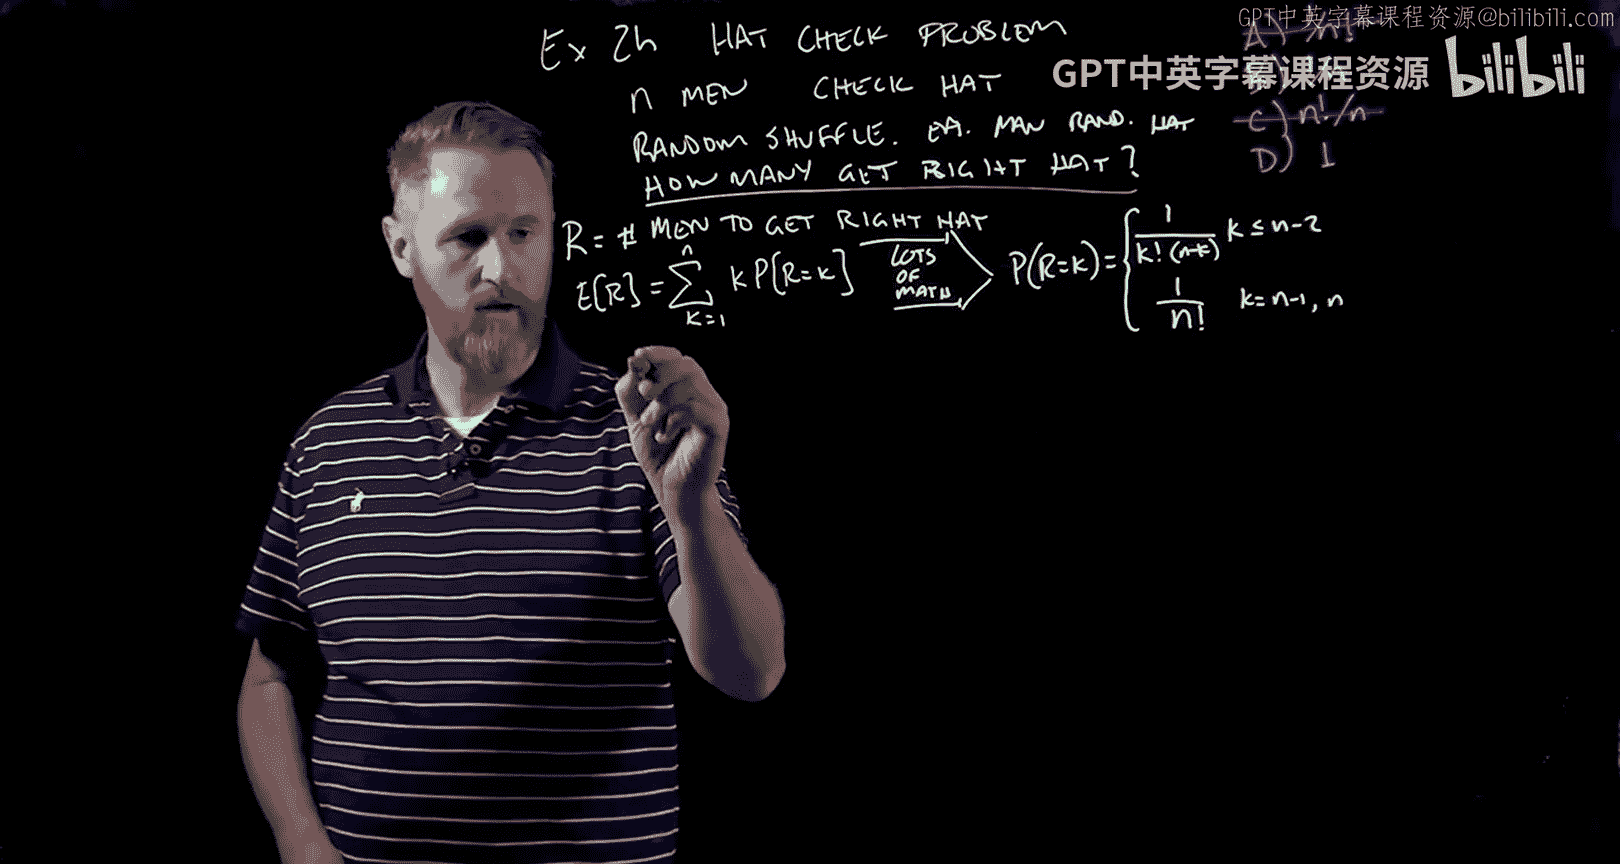 GPT中英字幕课程资源@bilibili.com
GPT中英字幕课程资源 bilibili
Ex 2h HAT CHECK PROBLEM
n MEN CHECK HAT
RANDOM SHUFFLE. EA. MAN RAND. HAT
HOW MANY GET RIGHT HAT?
A) n!
C) n!/n
D) 1
R = # MEN TO GET RIGHT HAT
E[R] = \sum_{k=1}^{n} k P[R=k]
LOTS
OF
MATH
P(R=k) = { 1/(k!(n-k)) k ≤ n-2
1/n! k=n-1, n